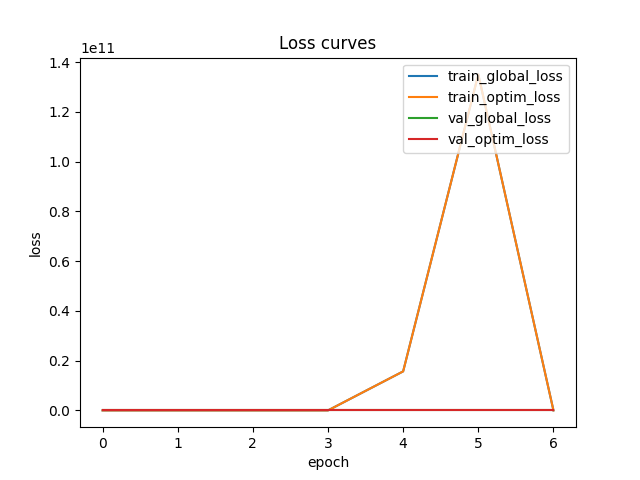 Loss curves
1e11
1.4
1.2
1.0
0.8
0.6
0.4
0.2
0.0
loss
train_global_loss
train_optim_loss
val_global_loss
val_optim_loss
0 1 2 3 4 5 6
epoch